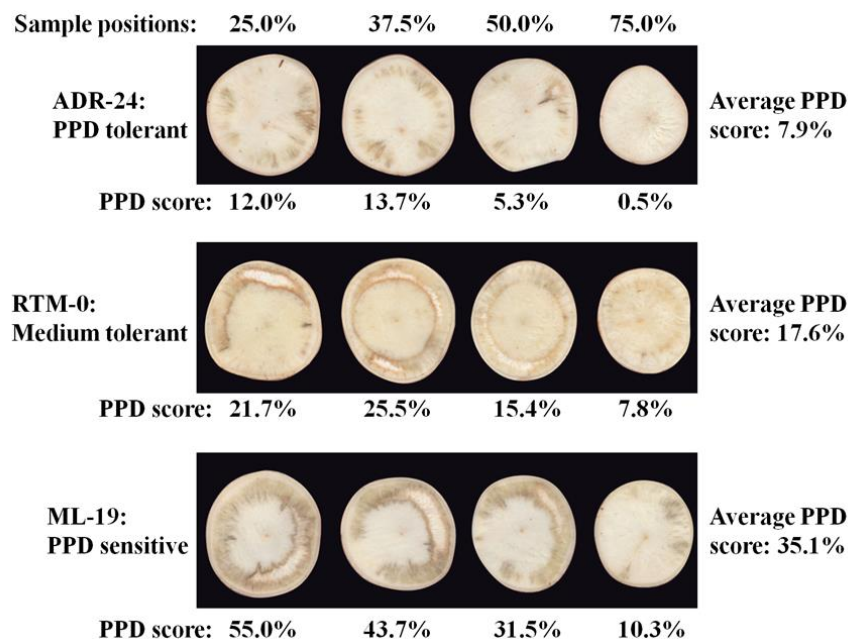 Sample positions: 25.0% 37.5% 50.0% 75.0%
ADR-24:
PPD tolerant
Average PPD
score: 7.9%
PPD score: 12.0% 13.7% 5.3% 0.5%
RTM-0:
Medium tolerant
Average PPD
score: 17.6%
PPD score: 21.7% 25.5% 15.4% 7.8%
ML-19:
PPD sensitive
Average PPD
score: 35.1%
PPD score: 55.0% 43.7% 31.5% 10.3%